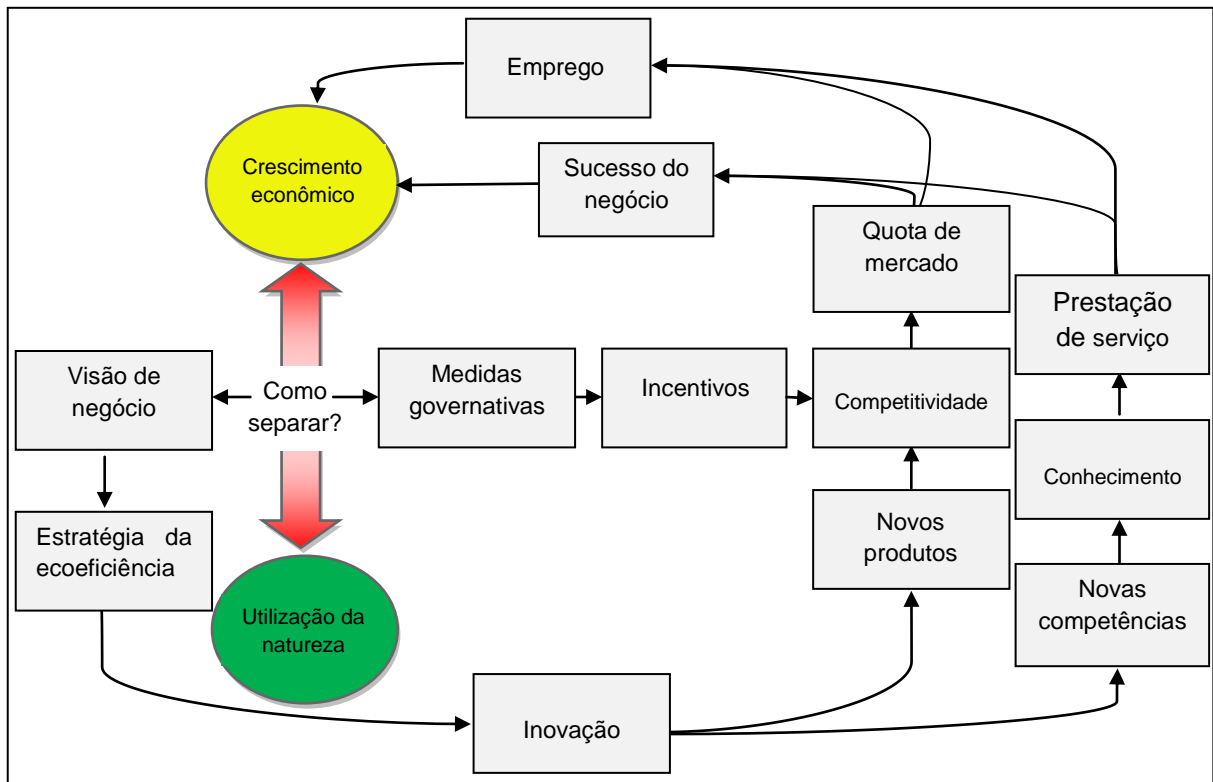 Emprego
Crescimento
econômico
Sucesso do
negócio
Quota de
mercado
Prestação
de serviço
Visão de
negócio
Como
separar?
Medidas
governativas
Incentivos
Competitividade
Conhecimento
Estratégia da
ecoeficiência
Novos
produtos
Utilização da
natureza
Novas
competências
Inovação